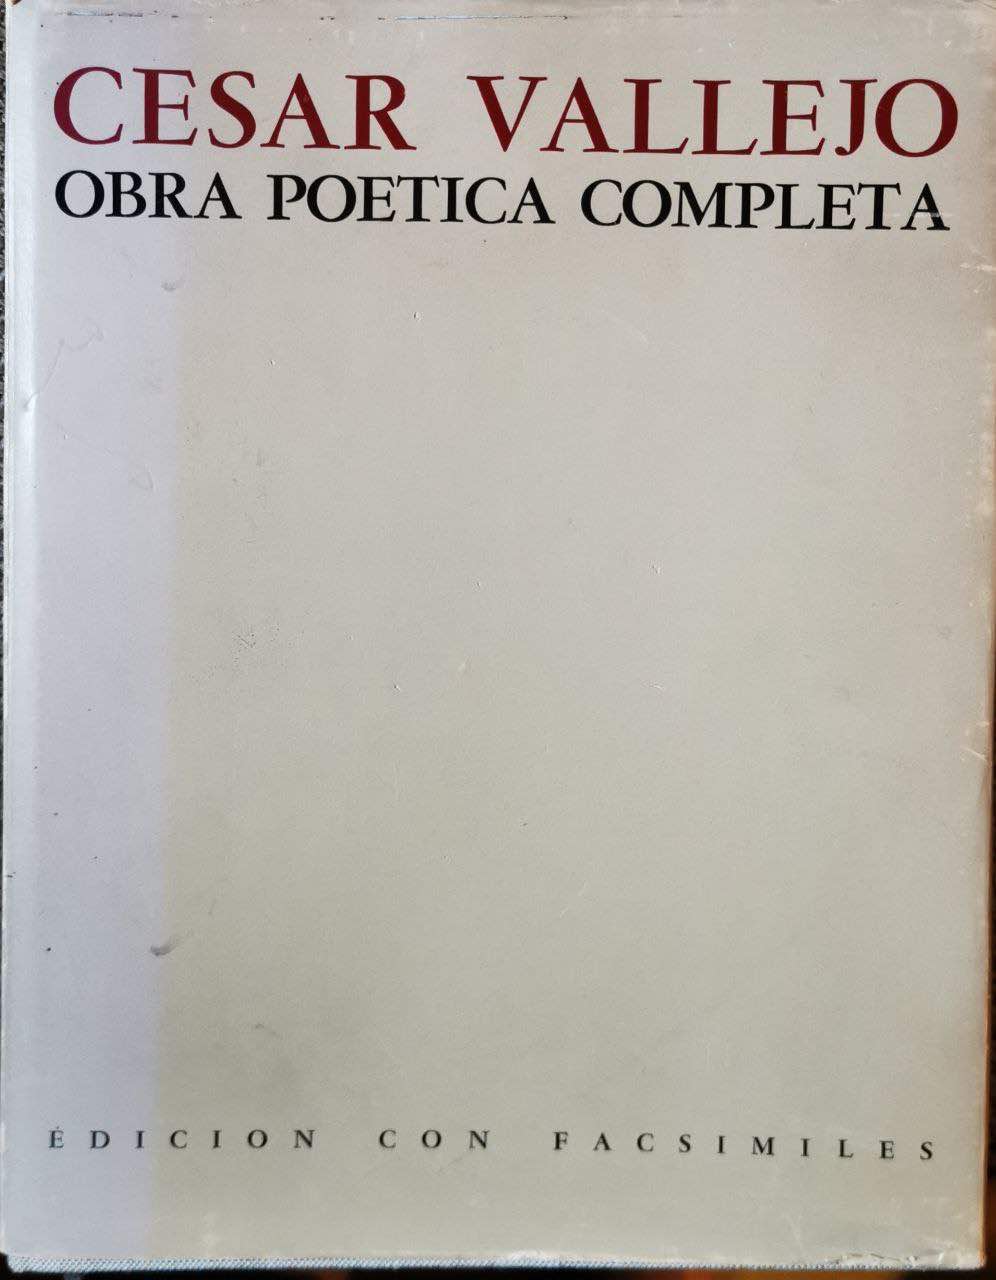 CESAR VALLEJO
OBRA POETICA COMPLETA
EDICION CON FACSIMILES